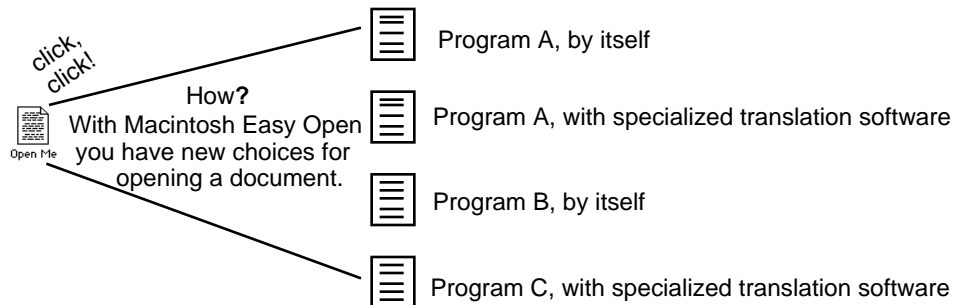 click,
click!
Open Me
How?
With Macintosh Easy Open
you have new choices for
opening a document.
Program A, by itself
Program A, with specialized translation software
Program B, by itself
Program C, with specialized translation software